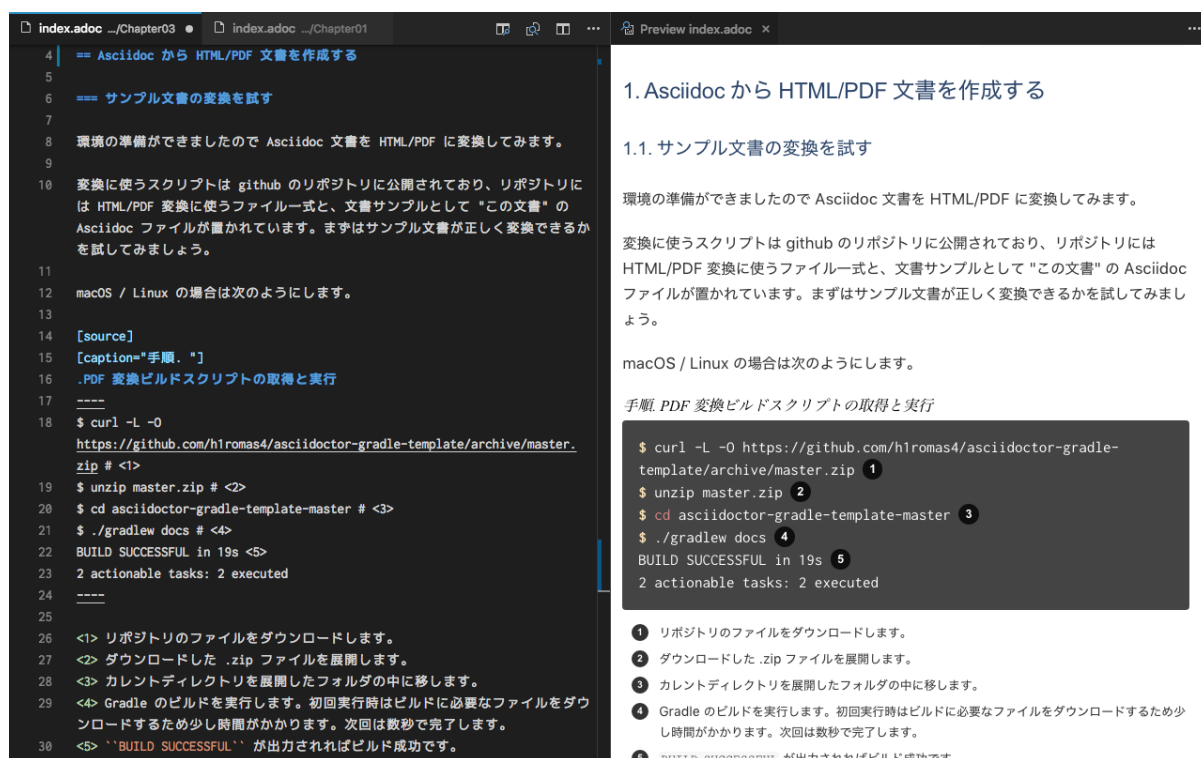 index.adoc .../Chapter03
index.adoc .../Chapter01
4 == Asciidoc から HTML/PDF 文書を作成する
5
6 === サンプル文書の変換を試す
7
8 環境の準備ができましたので Asciidoc 文書を HTML/PDF に変換してみます。
9
10 変換に使うスクリプトは github のリポジトリに公開されており、リポジトリに
は HTML/PDF 変換に使うファイル一式と、文書サンプルとして "この文書" の
Asciidoc ファイルが置かれています。まずはサンプル文書が正しく変換できるか
を試してみましょう。
11
12 macOS / Linux の場合は次のようにします。
13
14 [source]
15 [caption="手順. "]
16 .PDF 変換ビルドスクリプトの取得と実行
17 ----
18 $ curl -L -O
https://github.com/h1romas4/asciidoctor-gradle-template/archive/master.
zip # <1>
19 $ unzip master.zip # <2>
20 $ cd asciidoctor-gradle-template-master # <3>
21 $ ./gradlew docs # <4>
22 BUILD SUCCESSFUL in 19s <5>
23 2 actionable tasks: 2 executed
24 ----
25
26 <1> リポジトリのファイルをダウンロードします。
27 <2> ダウンロードした .zip ファイルを展開します。
28 <3> カレントディレクトリを展開したフォルダの中に移します。
29 <4> Gradle のビルドを実行します。初回実行時はビルドに必要なファイルをダウ
ンロードするため少し時間がかかります。次回は数秒で完了します。
30 <5> ``BUILD SUCCESSFUL`` が出力されればビルド成功です。
Preview index.adoc
1. Asciidoc から HTML/PDF 文書を作成する
1.1. サンプル文書の変換を試す
環境の準備ができましたので Asciidoc 文書を HTML/PDF に変換してみます。
変換に使うスクリプトは github のリポジトリに公開されており、リポジトリには
HTML/PDF 変換に使うファイル一式と、文書サンプルとして "この文書" の Asciidoc
ファイルが置かれています。まずはサンプル文書が正しく変換できるかを試してみまし
ょう。
macOS / Linux の場合は次のようにします。
手順. PDF 変換ビルドスクリプトの取得と実行
$ curl -L -O https://github.com/h1romas4/asciidoctor-gradle-
template/archive/master.zip 1
$ unzip master.zip 2
$ cd asciidoctor-gradle-template-master 3
$ ./gradlew docs 4
BUILD SUCCESSFUL in 19s 5
2 actionable tasks: 2 executed
1 リポジトリのファイルをダウンロードします。
2 ダウンロードした .zip ファイルを展開します。
3 カレントディレクトリを展開したフォルダの中に移します。
4 Gradle のビルドを実行します。初回実行時はビルドに必要なファイルをダウンロードするため少
し時間がかかります。次回は数秒で完了します。
5 BUILD SUCCESSFUL が出力されればビルド成功です。